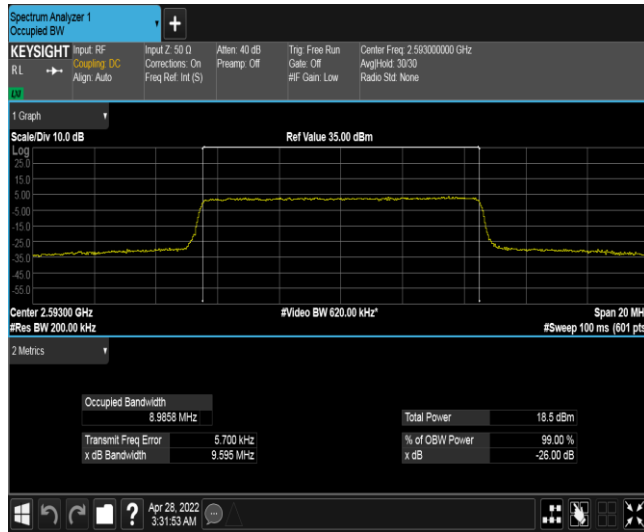 Spectrum Analyzer 1
Occupied BW
+
KEYSIGHT
RL
Input: RF
Coupling: DC
Align: Auto
Input Z: 50 Ω
Corrections: On
Freq Ref: Int (S)
Atten: 40 dB
Preamp: Off
Trig: Free Run
Gate: Off
#IF Gain: Low
Center Freq: 2.593000000 GHz
Avg|Hold: 30/30
Radio Std: None
LXI
1 Graph
Scale/Div 10.0 dB
Ref Value 35.00 dBm
Log
25.0
15.0
5.00
-5.00
-15.0
-25.0
-35.0
-45.0
-55.0
Center 2.59300 GHz
#Video BW 620.00 kHz*
Span 20 MH
#Res BW 200.00 kHz
#Sweep 100 ms (601 pts
2 Metrics
Occupied Bandwidth
8.9858 MHz
Total Power 18.5 dBm
Transmit Freq Error 5.700 kHz
% of OBW Power 99.00 %
x dB Bandwidth 9.595 MHz
x dB -26.00 dB
?
Apr 28, 2022
3:31:53 AM